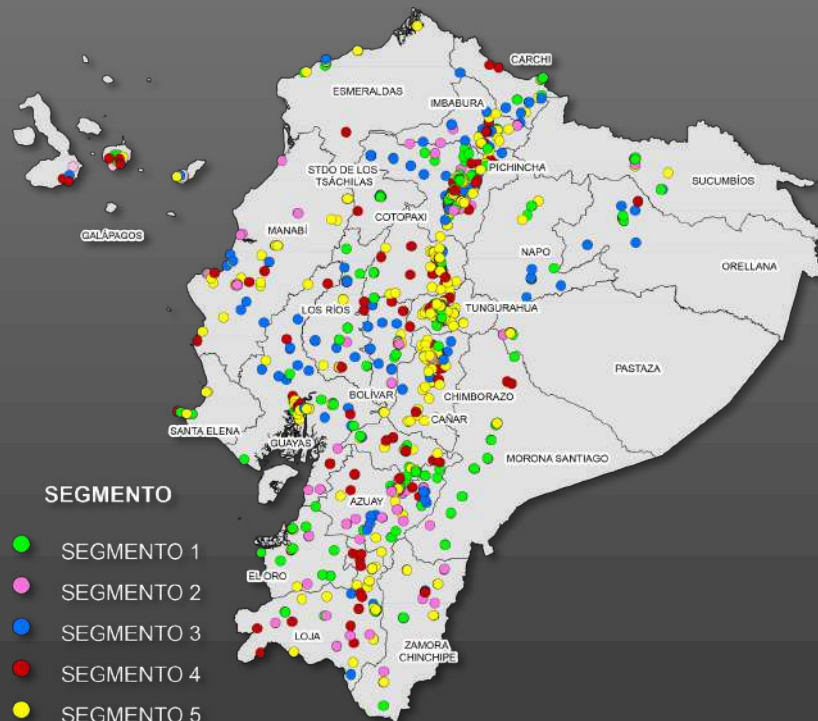 CARCHI
ESMERALDAS
IMBABURA
PICHINCHA
STDO DE LOS
TSÁCHILAS
SUCUMBÍOS
COTOPAXI
MANABÍ
GALÁPAGOS
NAPO
ORELLANA
LOS RÍOS
TUNGURAHUA
PASTAZA
BOLÍVAR
CHIMBORAZO
SANTA ELENA
CAÑAR
GUAYAS
MORONA SANTIAGO
AZUAY
EL ORO
LOJA
ZAMORA
CHINCHIPE
SEGMENTO
SEGMENTO 1
SEGMENTO 2
SEGMENTO 3
SEGMENTO 4
SEGMENTO 5